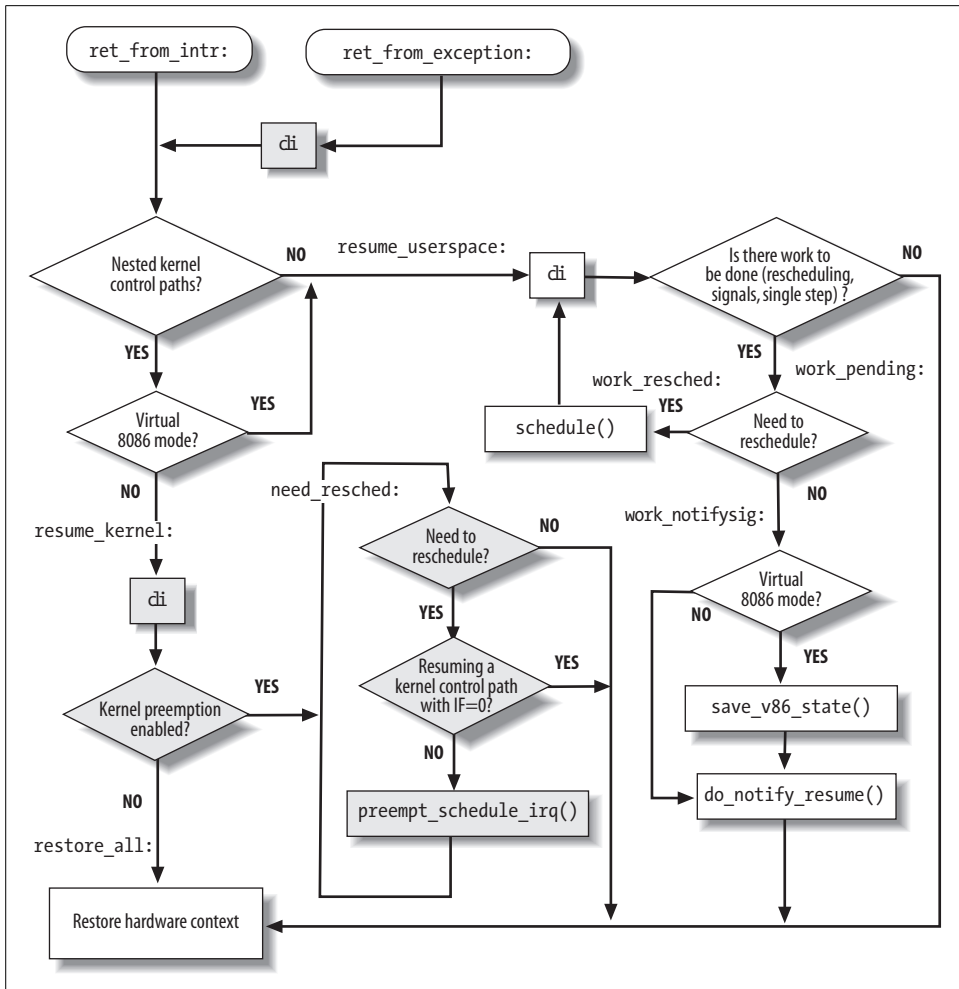 ret_from_intr:
ret_from_exception:
cli
Nested kernel
control paths?
NO
resume_userspace:
cli
Is there work to
be done (rescheduling,
signals, single step) ?
NO
YES
YES
work_pending:
Virtual
8086 mode?
YES
work_resched:
YES
schedule()
Need to
reschedule?
NO
NO
resume_kernel:
need_resched:
Need to
reschedule?
NO
work_notifysig:
cli
YES
Virtual
8086 mode?
NO
YES
Kernel preemption
enabled?
YES
Resuming a
kernel control path
with IF=0?
YES
save_v86_state()
NO
NO
preempt_schedule_irq()
do_notify_resume()
restore_all:
Restore hardware context